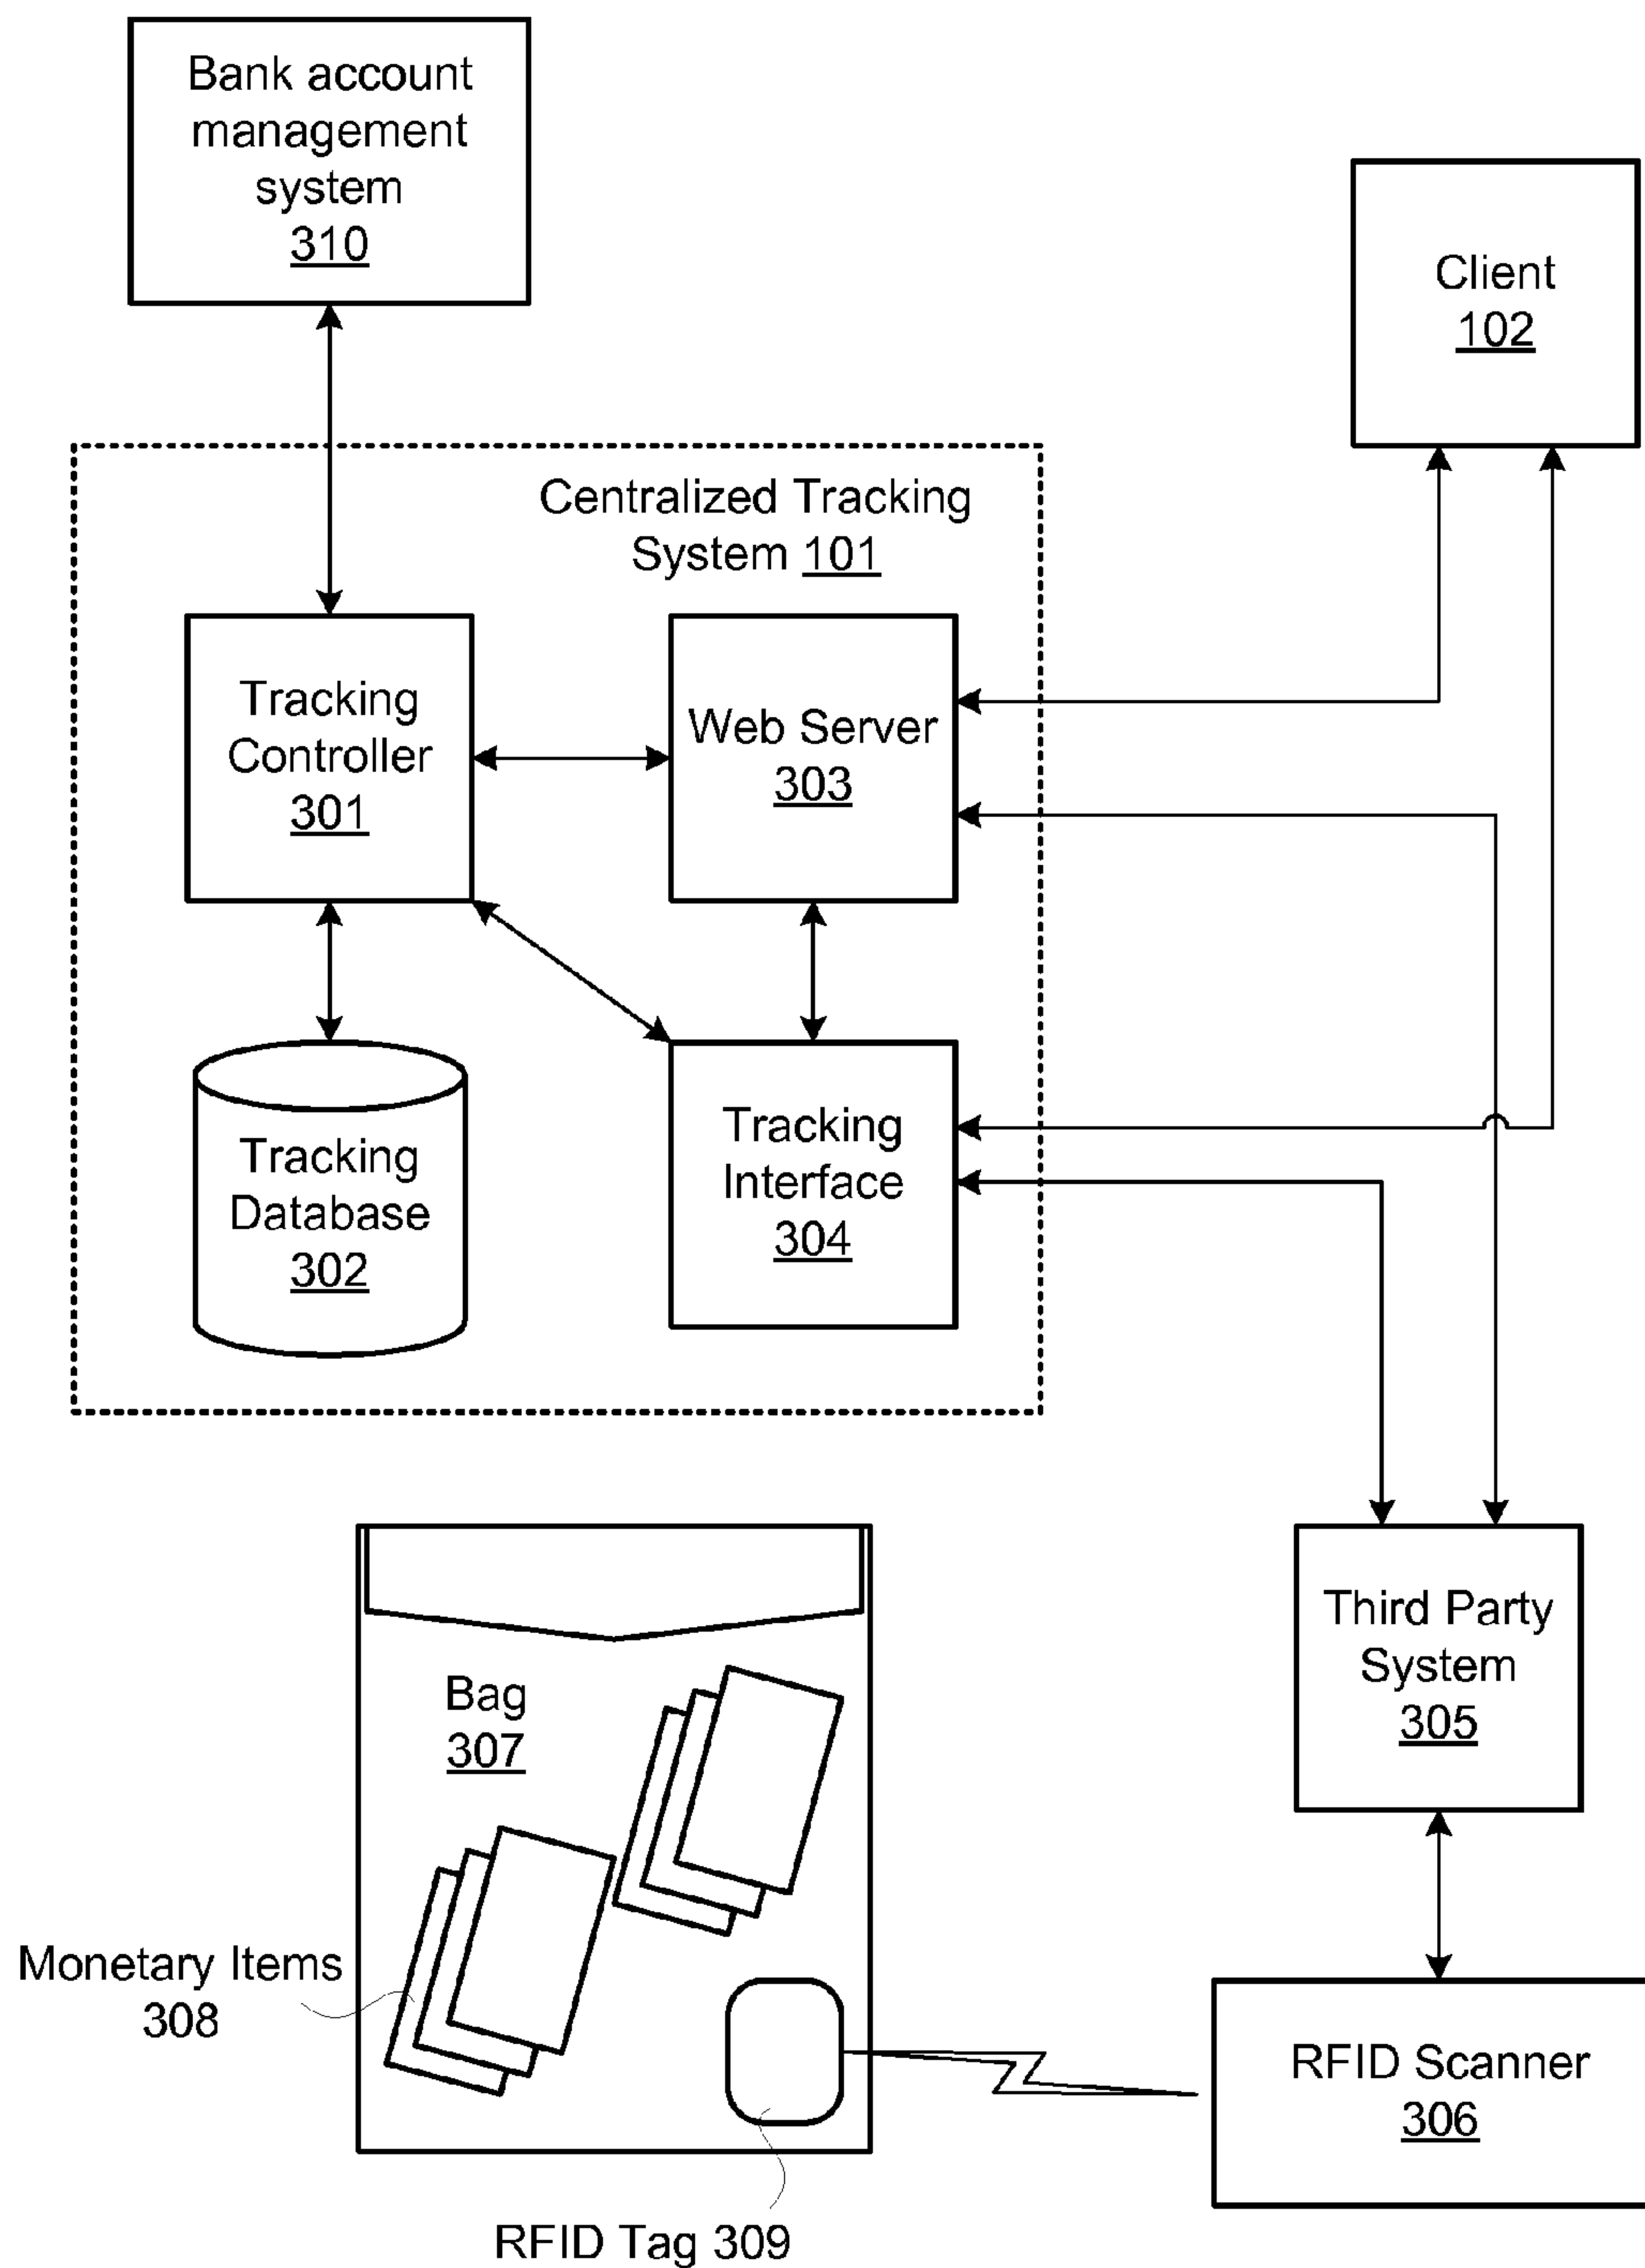 Bank account
management
system
310
Client
102
Centralized Tracking
System 101
Tracking
Controller
301
Web Server
303
Tracking
Database
302
Tracking
Interface
304
Third Party
System
305
Bag
307
Monetary Items
308
RFID Scanner
306
RFID Tag 309